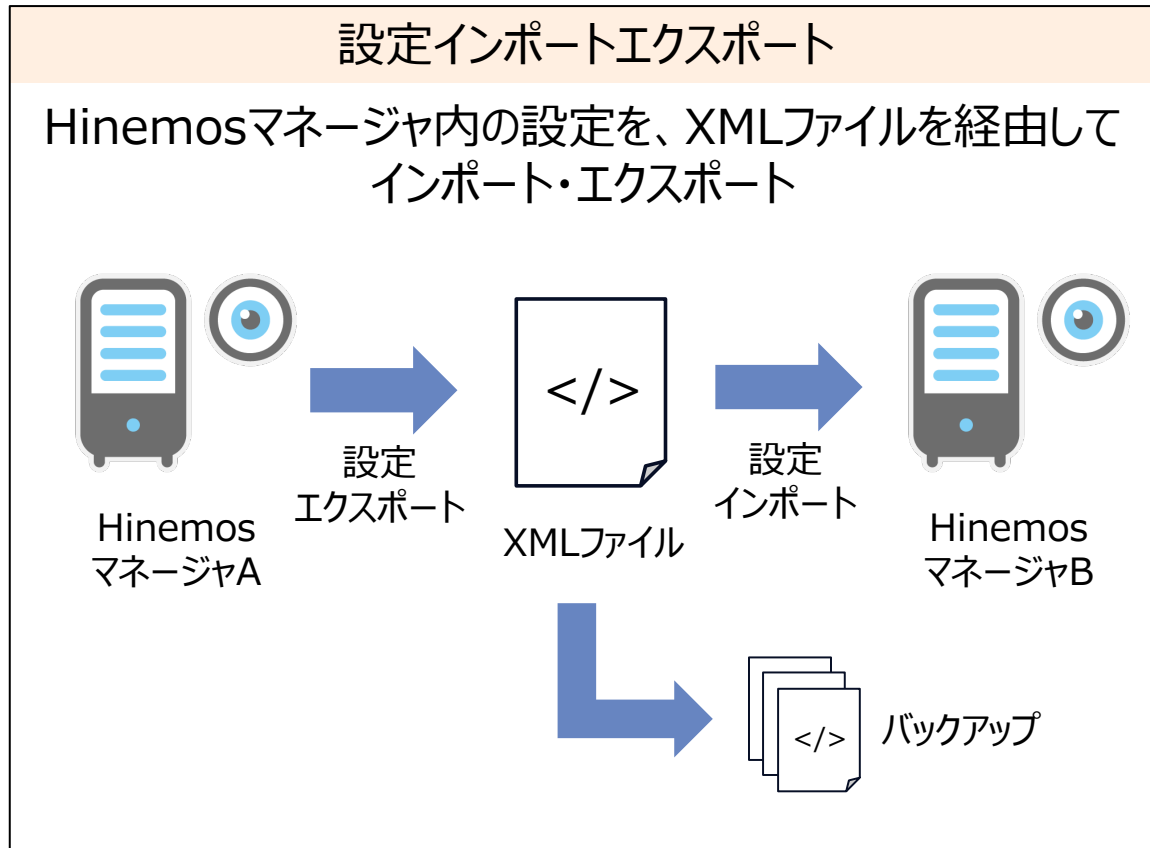 設定インポートエクスポート
Hinemosマネージャ内の設定を、XMLファイルを経由して
インポート・エクスポート
</>
設定
エクスポート
設定
インポート
Hinemos
マネージャA
XMLファイル
Hinemos
マネージャB
</>
バックアップ